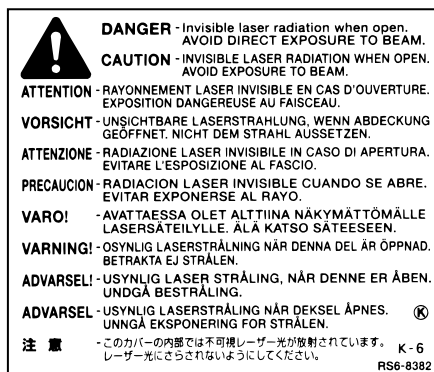 DANGER - Invisible laser radiation when open.
AVOID DIRECT EXPOSURE TO BEAM.
CAUTION - INVISIBLE LASER RADIATION WHEN OPEN.
AVOID EXPOSURE TO BEAM.
ATTENTION - RAYONNEMENT LASER INVISIBLE EN CAS D'OUVERTURE.
EXPOSITION DANGEREUSE AU FAISCEAU.
VORSICHT - UNSICHTBARE LASERSTRAHLUNG, WENN ABDECKUNG
GEÖFFNET. NICHT DEM STRAHL AUSSETZEN.
ATTENZIONE - RADIAZIONE LASER INVISIBILE IN CASO DI APERTURA.
EVITARE L'ESPOSIZIONE AL FASCIO.
PRECAUCION - RADIACION LASER INVISIBLE CUANDO SE ABRE.
EVITAR EXPONERSE AL RAYO.
VARO! - AVATTAESSA OLET ALTTIINA NÄKYMÄTTÖMÄLLE
LASERSÄTEILYLLE. ÄLÄ KATSO SÄTEESEEN.
VARNING! - OSYNLIG LASERSTRÅLNING NÄR DENNA DEL ÄR ÖPPNAD.
BETRAKTA EJ STRÅLEN.
ADVARSEL! - USYNLIG LASER STRÅLING, NÅR DENNE ER ÅBEN.
UNDGÅ BESTRÅLING.
ADVARSEL - USYNLIG LASERSTRÅLING NÅR DEKSEL ÅPNES.
UNNGÅ EKSPONERING FOR STRÅLEN. Ⓚ
注意 - このカバーの内部では不可視レーザー光が放射されています。
レーザー光にさらされないようにしてください。 K-6
RS6-8382